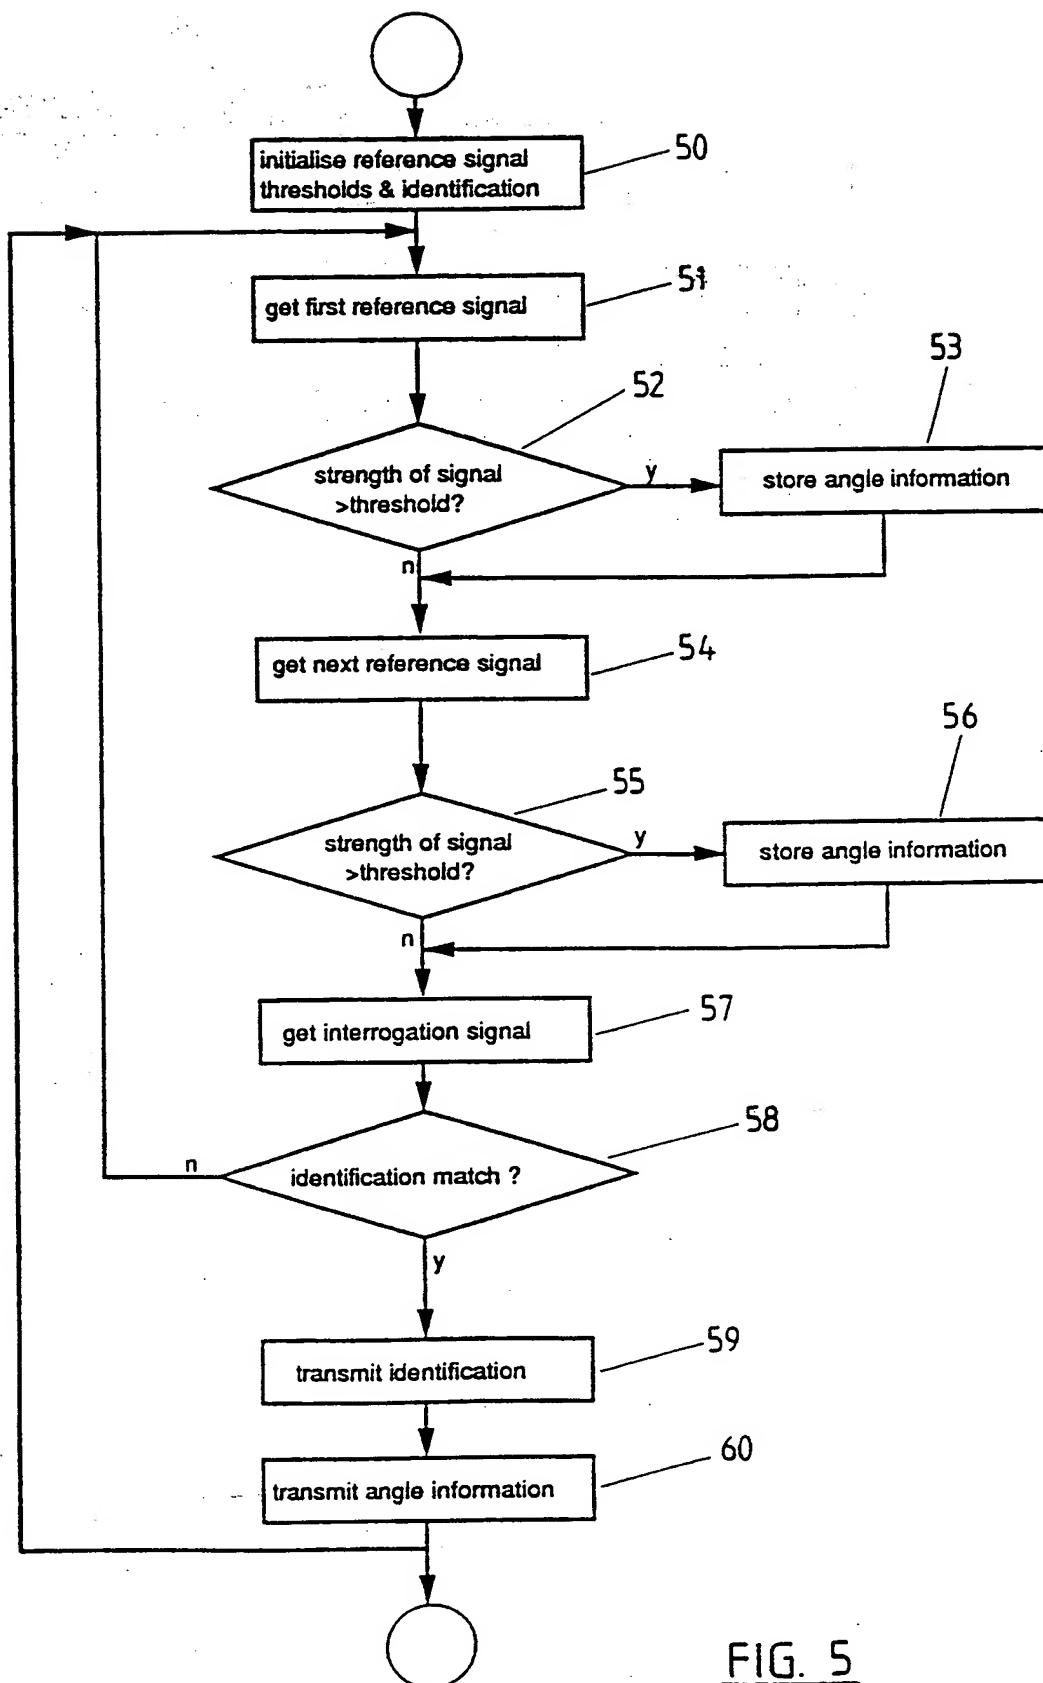 initialise reference signal
thresholds & identification
50
get first reference signal
51
52
53
strength of signal
>threshold?
y
store angle information
n
get next reference signal
54
55
56
strength of signal
>threshold?
y
store angle information
n
get interrogation signal
57
58
n
identification match ?
y
59
transmit identification
60
transmit angle information
FIG. 5